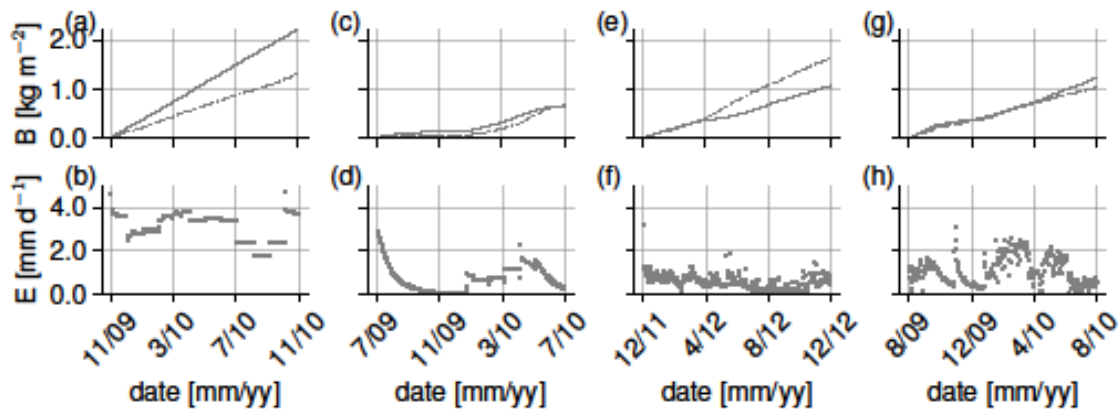 (a) (c) (e) (g)
B [kg m⁻²]
2.0
1.0
0.0
(b) (d) (f) (h)
E [mm d⁻¹]
4.0
2.0
0.0
11/09 3/10 7/10 11/10 7/09 11/09 3/10 7/10 12/11 4/12 8/12 12/12 8/09 12/09 4/10 8/10
date [mm/yy] date [mm/yy] date [mm/yy] date [mm/yy]